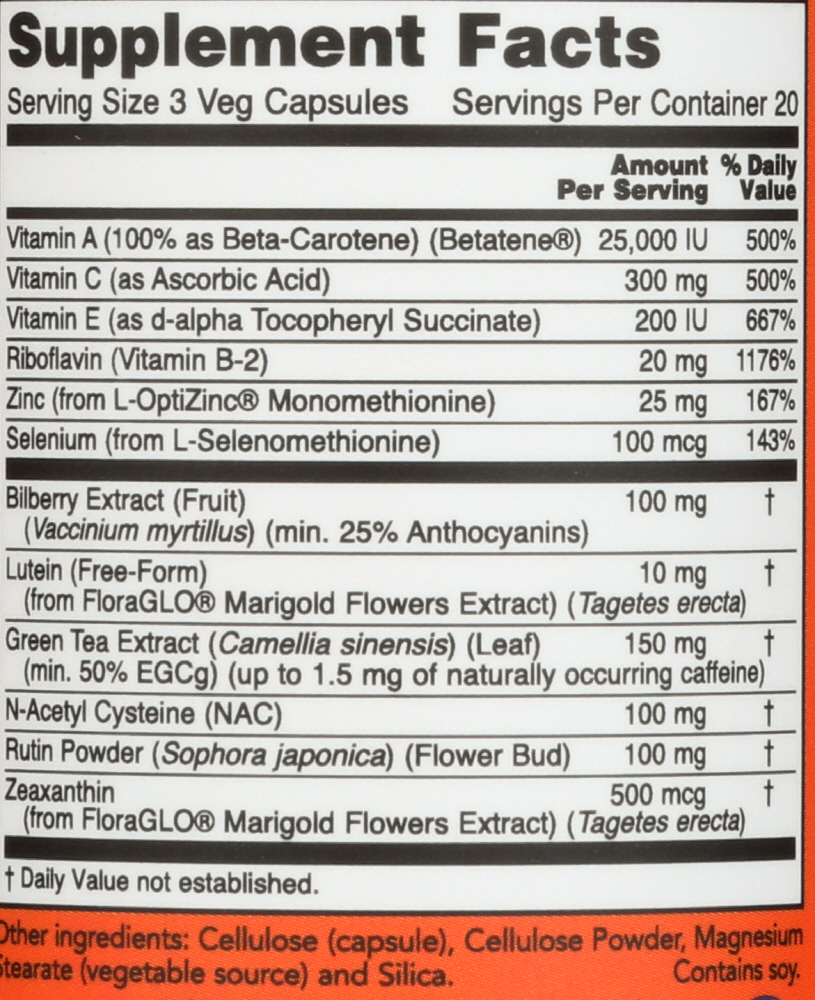 Supplement Facts
Serving Size 3 Veg Capsules Servings Per Container 20
Amount % Daily
Per Serving Value
Vitamin A (100% as Beta-Carotene) (Betatene®) 25,000 IU 500%
Vitamin C (as Ascorbic Acid) 300 mg 500%
Vitamin E (as d-alpha Tocopheryl Succinate) 200 IU 667%
Riboflavin (Vitamin B-2) 20 mg 1176%
Zinc (from L-OptiZinc® Monomethionine) 25 mg 167%
Selenium (from L-Selenomethionine) 100 mcg 143%
Bilberry Extract (Fruit) 100 mg †
(Vaccinium myrtillus) (min. 25% Anthocyanins)
Lutein (Free-Form) 10 mg †
(from FloraGLO® Marigold Flowers Extract) (Tagetes erecta)
Green Tea Extract (Camellia sinensis) (Leaf) 150 mg †
(min. 50% EGCg) (up to 1.5 mg of naturally occurring caffeine)
N-Acetyl Cysteine (NAC) 100 mg †
Rutin Powder (Sophora japonica) (Flower Bud) 100 mg †
Zeaxanthin 500 mcg †
(from FloraGLO® Marigold Flowers Extract) (Tagetes erecta)
† Daily Value not established.
Other ingredients: Cellulose (capsule), Cellulose Powder, Magnesium
Stearate (vegetable source) and Silica. Contains soy.